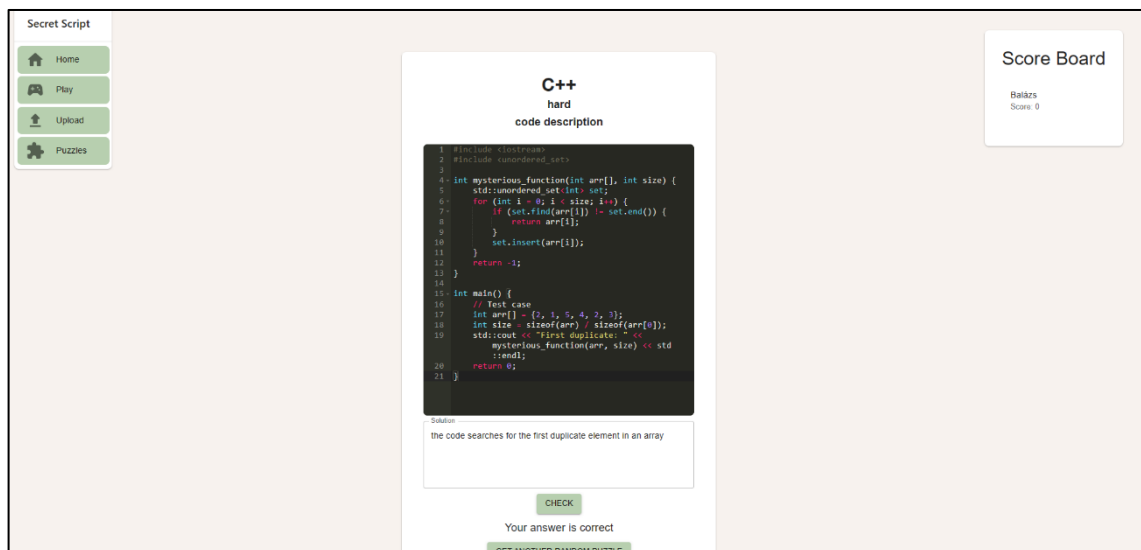 Secret Script
Home
Play
Upload
Puzzles
C++
hard
code description
1 #include <iostream>
2 #include <unordered_set>
3
4 int mysterious_function(int arr[], int size) {
5 std::unordered_set<int> set;
6 for (int i = 0; i < size; i++) {
7 if (set.find(arr[i]) != set.end()) {
8 return arr[i];
9 }
10 set.insert(arr[i]);
11 }
12 return -1;
13 }
14
15 int main() {
16 // Test case
17 int arr[] = {2, 1, 5, 4, 2, 3};
18 int size = sizeof(arr) / sizeof(arr[0]);
19 std::cout << "First duplicate: " <<
mysterious_function(arr, size) << std
::endl;
20 return 0;
21 }
Solution
the code searches for the first duplicate element in an array
CHECK
Your answer is correct
GET ANOTHER RANDOM PUZZLE
Score Board
Balázs
Score: 0